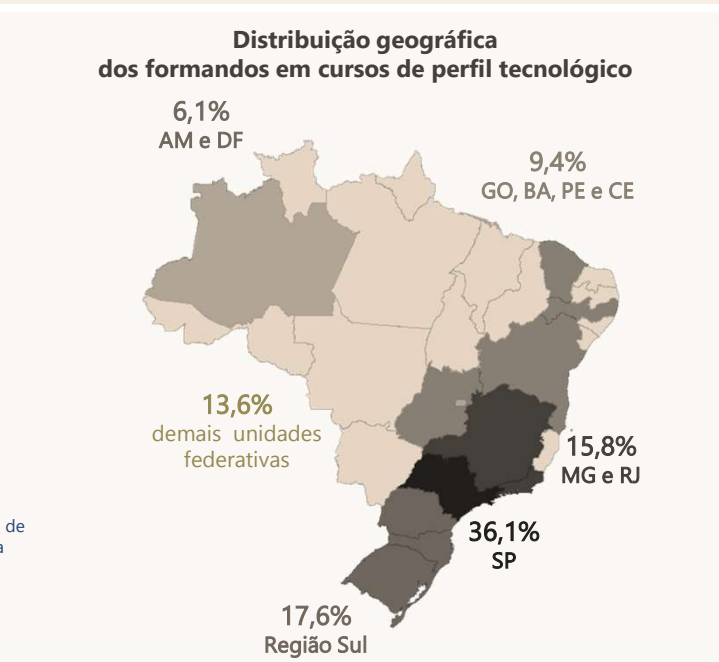 Distribuição geográfica
dos formandos em cursos de perfil tecnológico
6,1%
AM e DF
9,4%
GO, BA, PE e CE
13,6%
demais unidades
federativas
15,8%
MG e RJ
de
a
36,1%
SP
17,6%
Região Sul